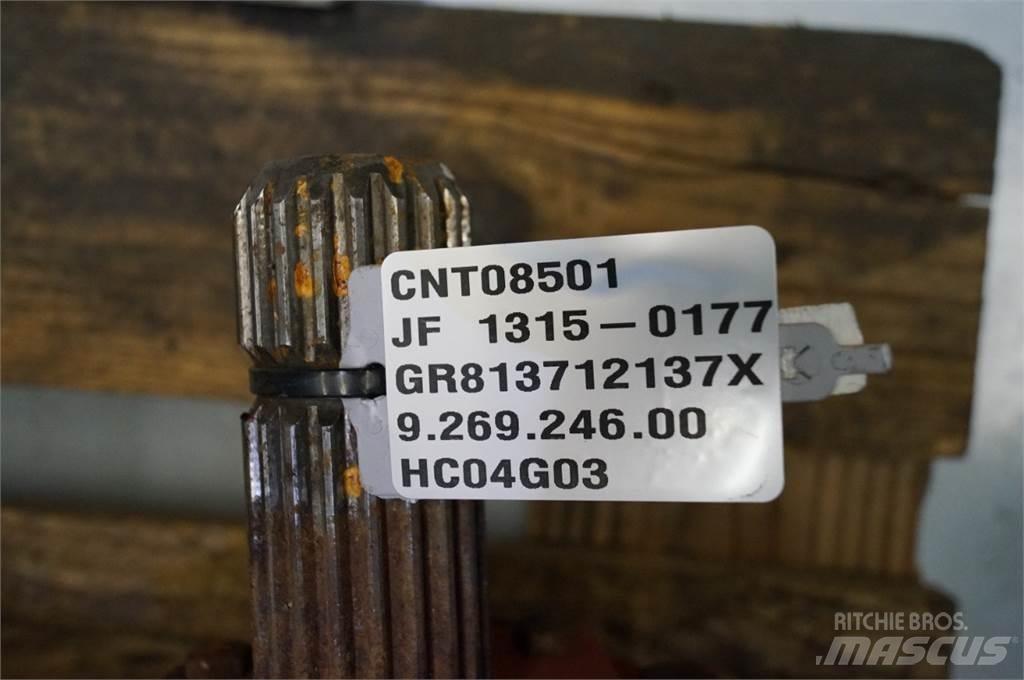 CNT08501
JF 1315-0177
GR813712137X
9.269.246.00
HC04G03
RITCHIE BROS.
MASCUS